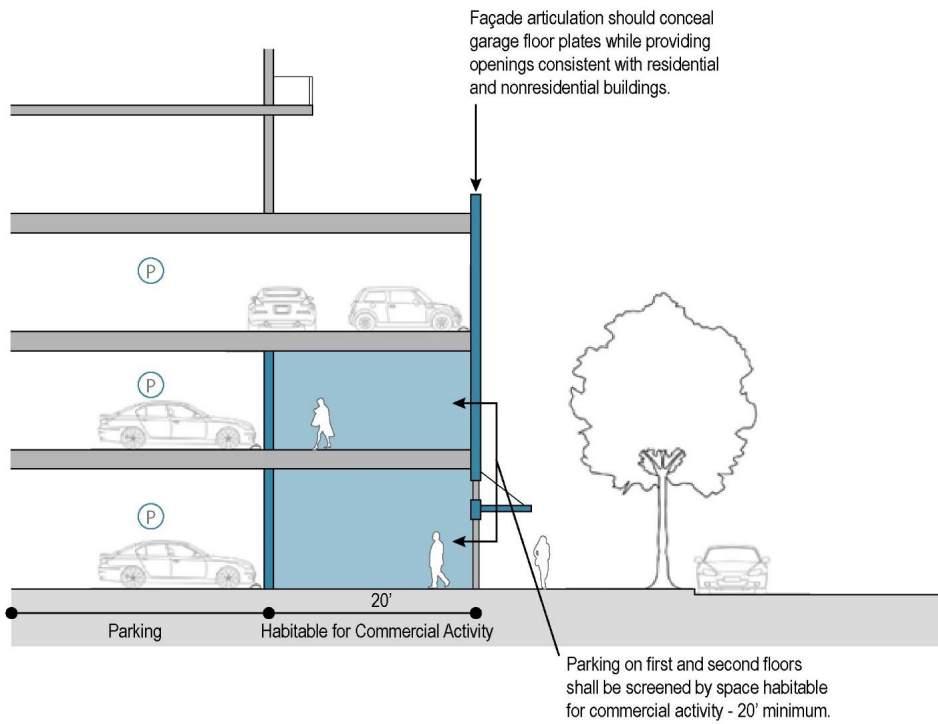 Façade articulation should conceal
garage floor plates while providing
openings consistent with residential
and nonresidential buildings.
P
P
P
20’
Parking
Habitable for Commercial Activity
Parking on first and second floors
shall be screened by space habitable
for commercial activity - 20’ minimum.